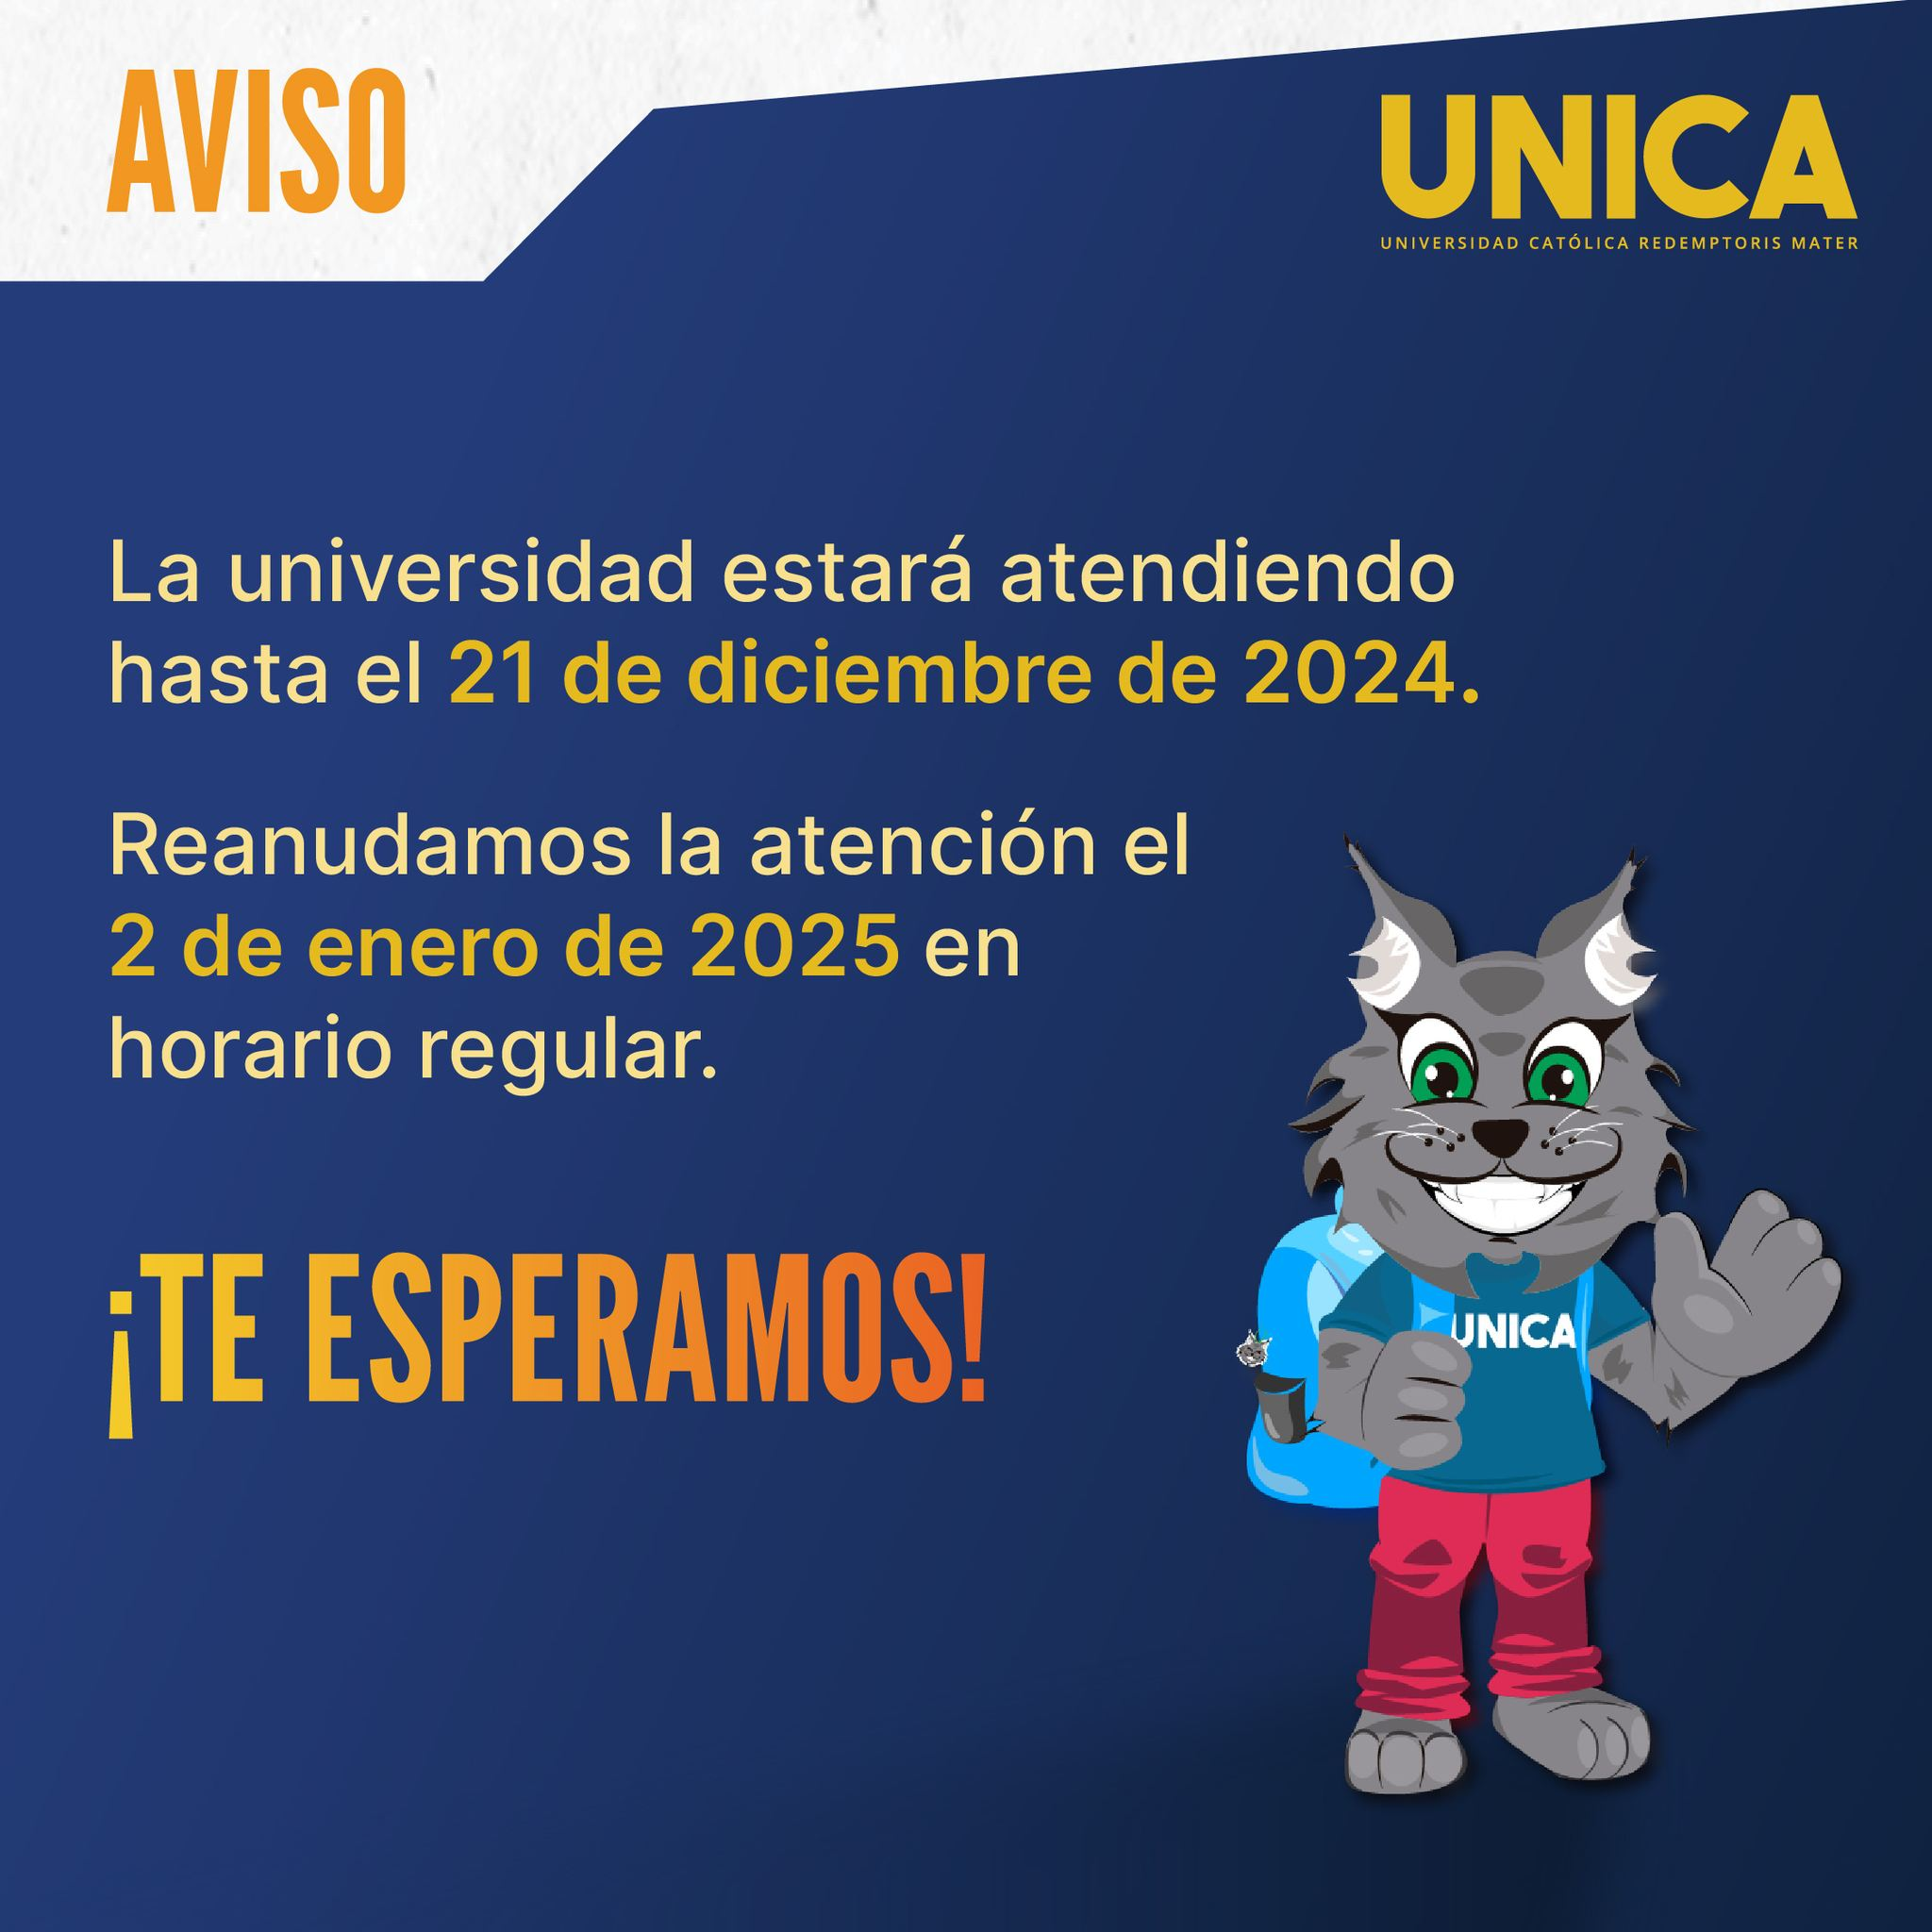 AVISO
UNICA
UNIVERSIDAD CATÓLICA REDEMPTORIS MATER
La universidad estará atendiendo
hasta el 21 de diciembre de 2024.
Reanudamos la atención el
2 de enero de 2025 en
horario regular.
¡TE ESPERAMOS!
UNICA